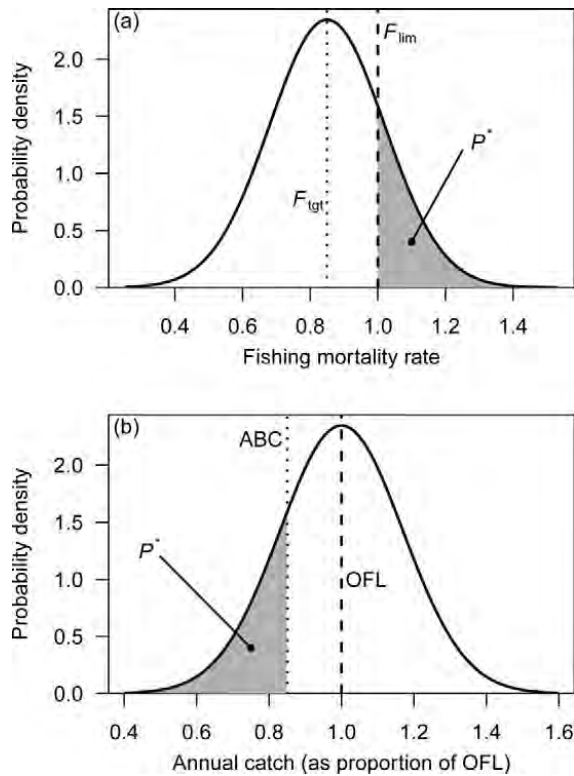 (a)
F lim
P*
F tgt
Probability density
2.0
1.5
1.0
0.5
0.0
0.4 0.6 0.8 1.0 1.2 1.4
Fishing mortality rate
(b)
ABC
P*
OFL
Probability density
2.0
1.5
1.0
0.5
0.0
0.4 0.6 0.8 1.0 1.2 1.4 1.6
Annual catch (as proportion of OFL)